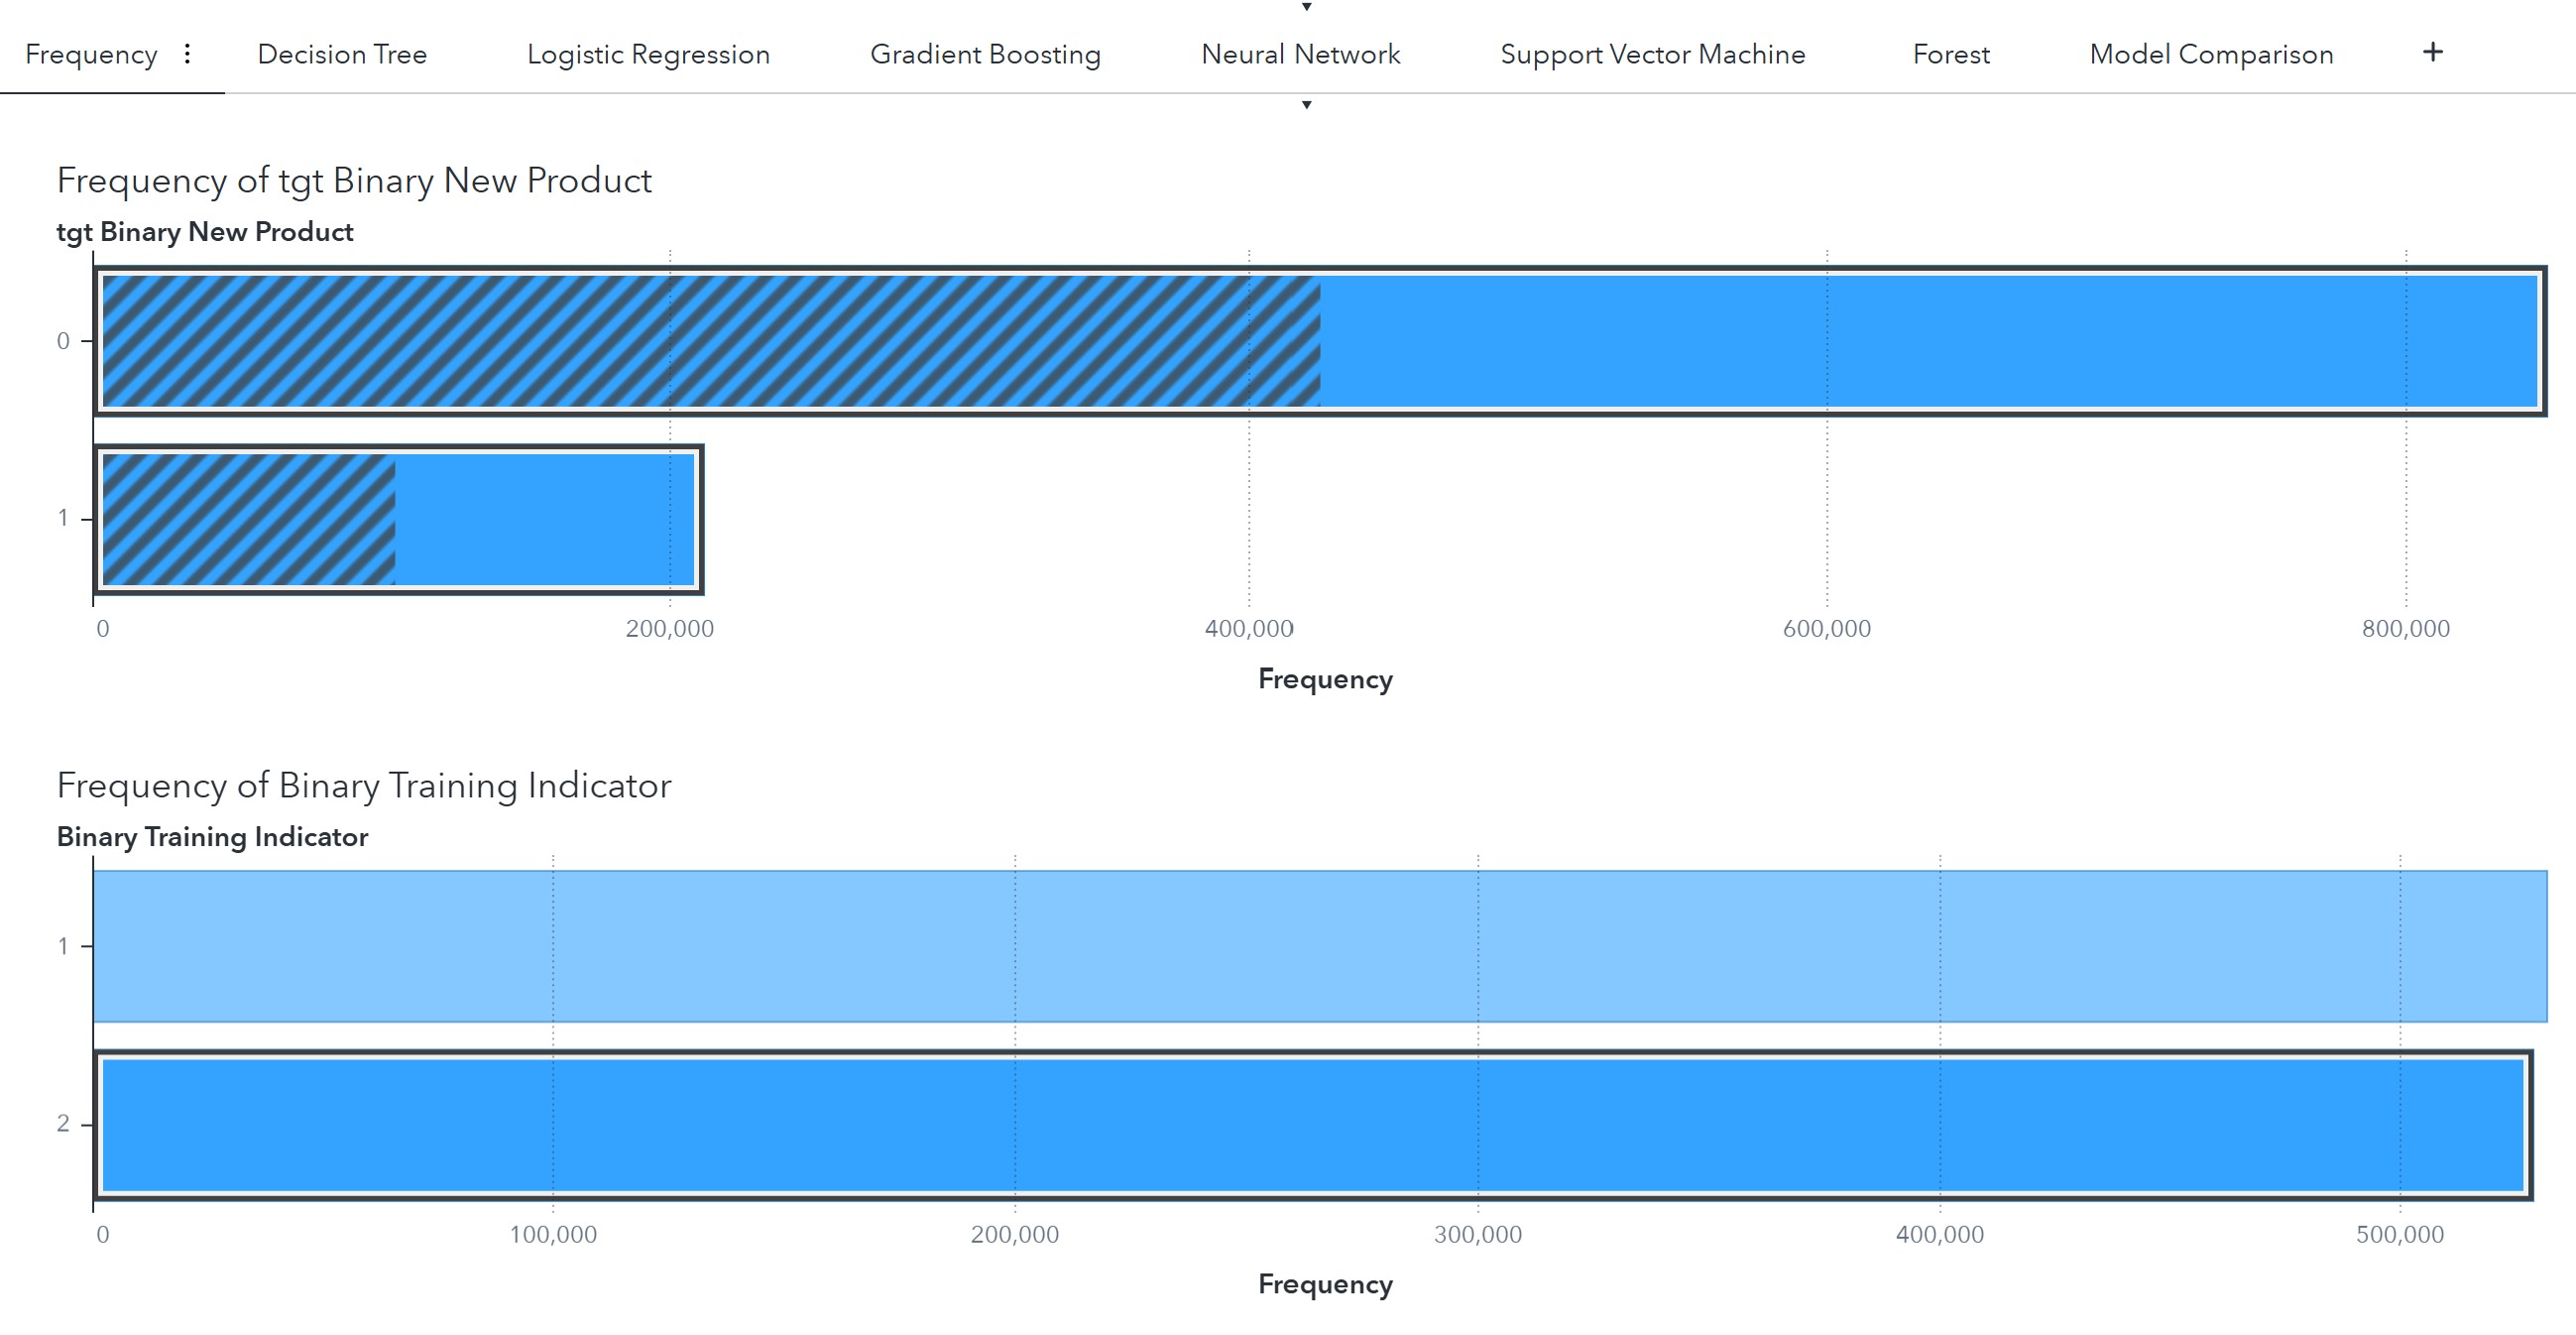 Frequency Decision Tree Logistic Regression Gradient Boosting Neural Network Support Vector Machine Forest Model Comparison +
Frequency of tgt Binary New Product
tgt Binary New Product
0
1
0 200,000 400,000 600,000 800,000
Frequency
Frequency of Binary Training Indicator
Binary Training Indicator
1
2
0 100,000 200,000 300,000 400,000 500,000
Frequency